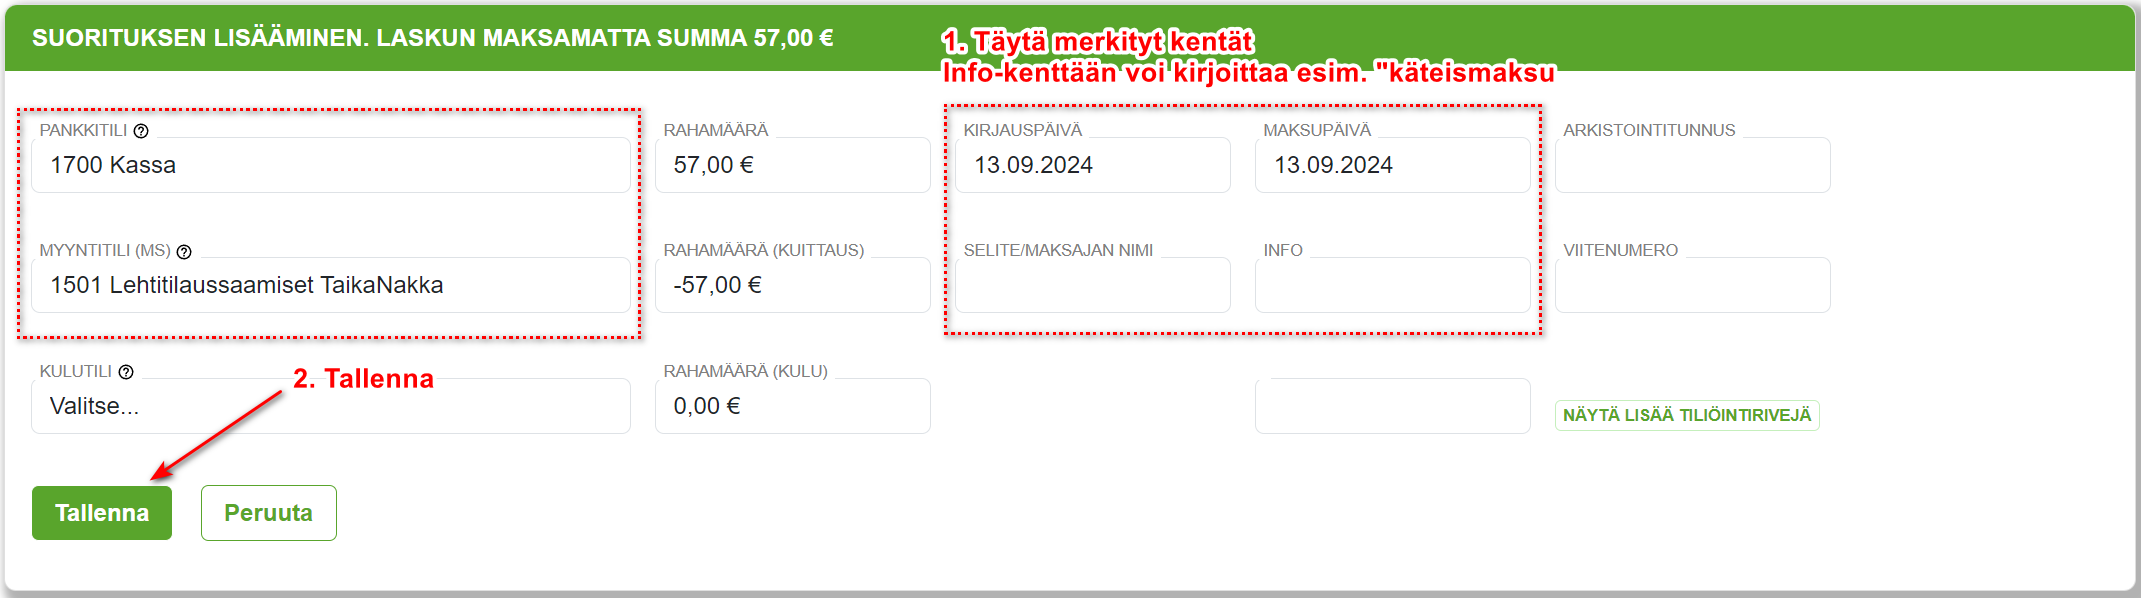 SUORITUKSEN LISÄÄMINEN. LASKUN MAKSAMATTA SUMMA 57,00 €
1. Täytä merkityt kentät
Info-kenttään voi kirjoittaa esim. "käteismaksu
PANKKITILI
1700 Kassa
RAHAMÄÄRÄ
57,00 €
KIRJAUSPÄIVÄ
13.09.2024
MAKSUPÄIVÄ
13.09.2024
ARKISTOINTITUNNUS
MYYNTITILI (MS)
1501 Lehtitilaussaamiset TaikaNakka
RAHAMÄÄRÄ (KUITTAUS)
-57,00 €
SELITE/MAKSAJAN NIMI
INFO
VIITENUMERO
KULUTILI
Valitse...
2. Tallenna
RAHAMÄÄRÄ (KULU)
0,00 €
NÄYTÄ LISÄÄ TILIÖINTIRIVEJÄ
Tallenna
Peruuta